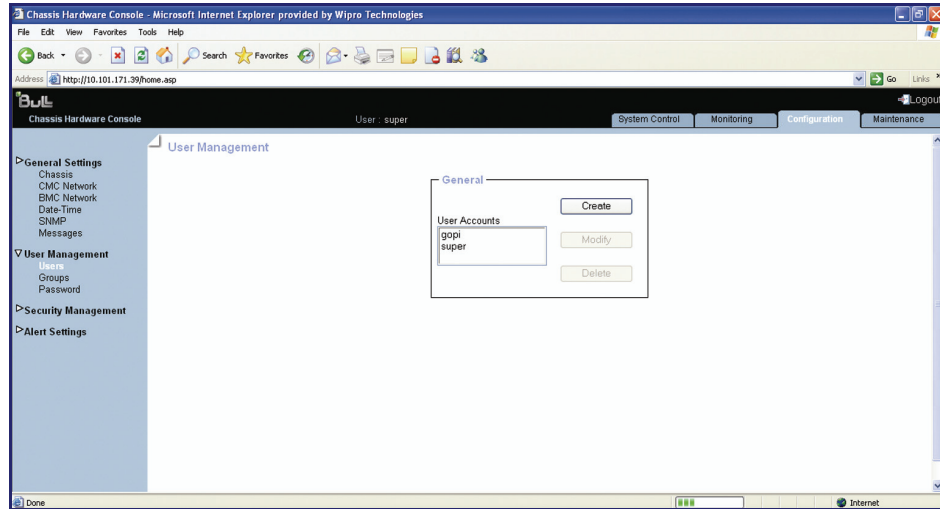 Chassis Hardware Console - Microsoft Internet Explorer provided by Wipro Technologies
File Edit View Favorites Tools Help
Back Search Favorites
Address http://10.101.171.39/home.asp Go Links »
Bull Logout
Chassis Hardware Console User : super System Control Monitoring Configuration Maintenance
User Management
General Settings
Chassis
CMC Network
BMC Network
Date-Time
SNMP
Messages
User Management
Users
Groups
Password
Security Management
Alert Settings
General
User Accounts
gopi
super
Create
Modify
Delete
Done Internet